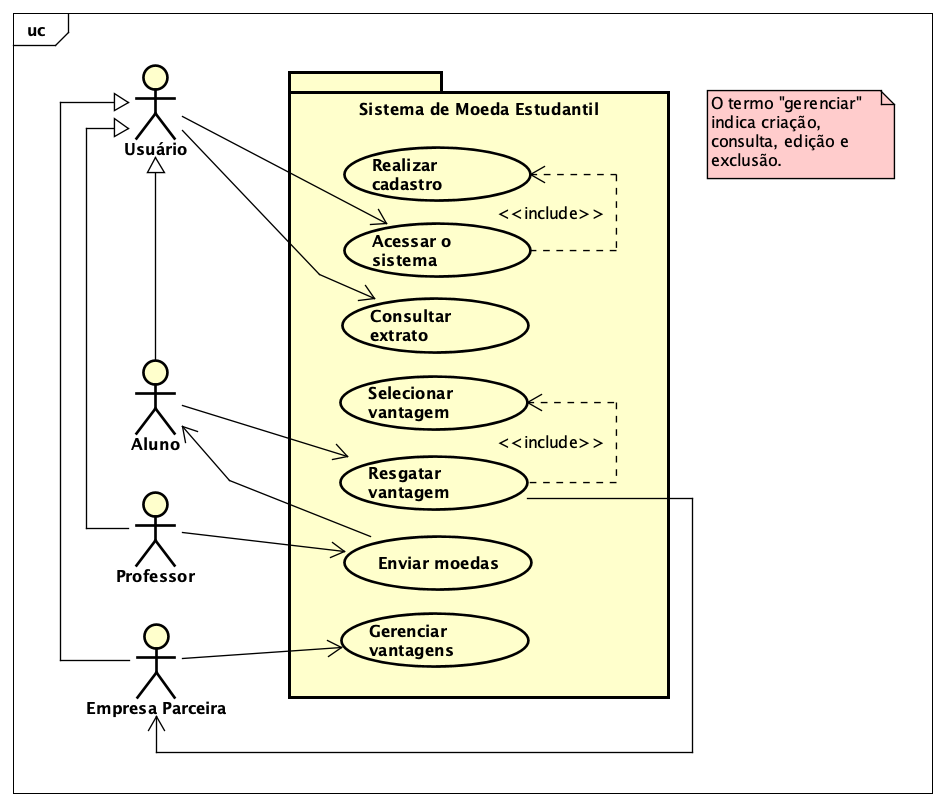 uc
Usuário
Sistema de Moeda Estudantil
O termo "gerenciar"
indica criação,
consulta, edição e
exclusão.
Realizar
cadastro
<<include>>
Acessar o
sistema
Consultar
extrato
Selecionar
vantagem
<<include>>
Aluno
Resgatar
vantagem
Enviar moedas
Professor
Gerenciar
vantagens
Empresa Parceira